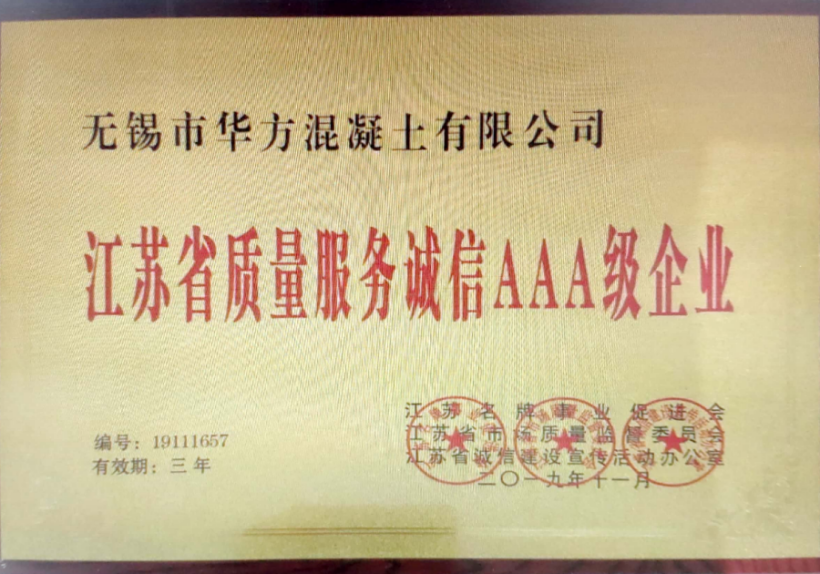 无锡市华方混凝土有限公司
江苏省质量服务诚信AAA级企业
编号：19111657
有效期：三年
江苏名牌事业促进会
江苏省市场质量监督委员会
江苏省诚信建设宣传活动办公室
二〇一九年十一月